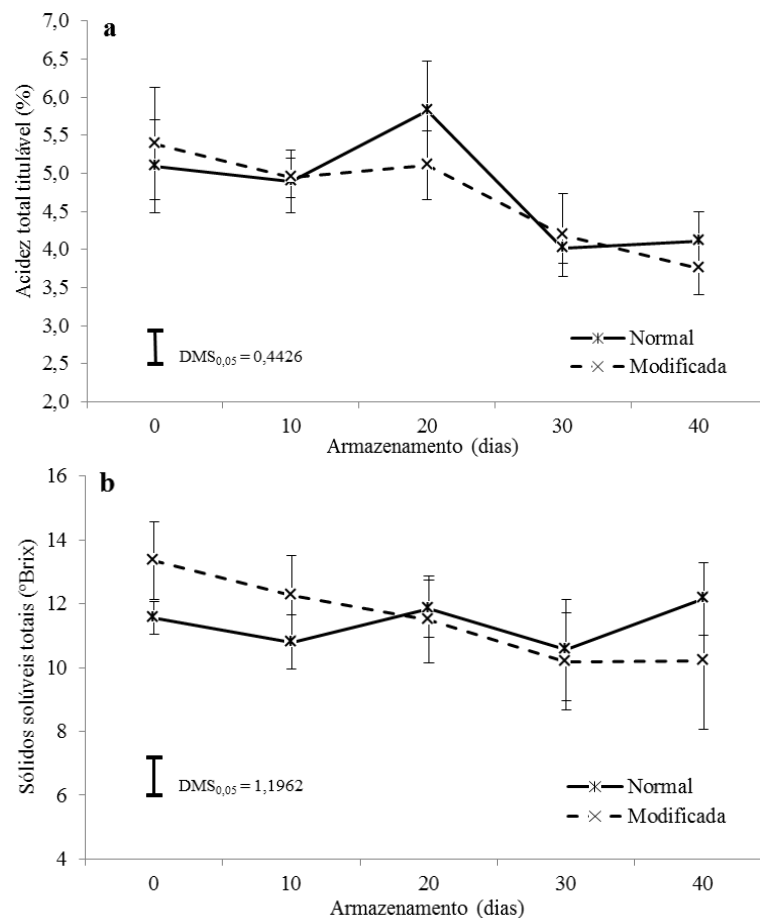 a
Acidez total titulável (%)
7,0
6,5
6,0
5,5
5,0
4,5
4,0
3,5
3,0
2,5
2,0
DMS0,05 = 0,4426
Normal
Modificada
0 10 20 30 40
Armazenamento (dias)
b
Sólidos solúveis totais (ºBrix)
16
14
12
10
8
6
4
DMS0,05 = 1,1962
Normal
Modificada
0 10 20 30 40
Armazenamento (dias)